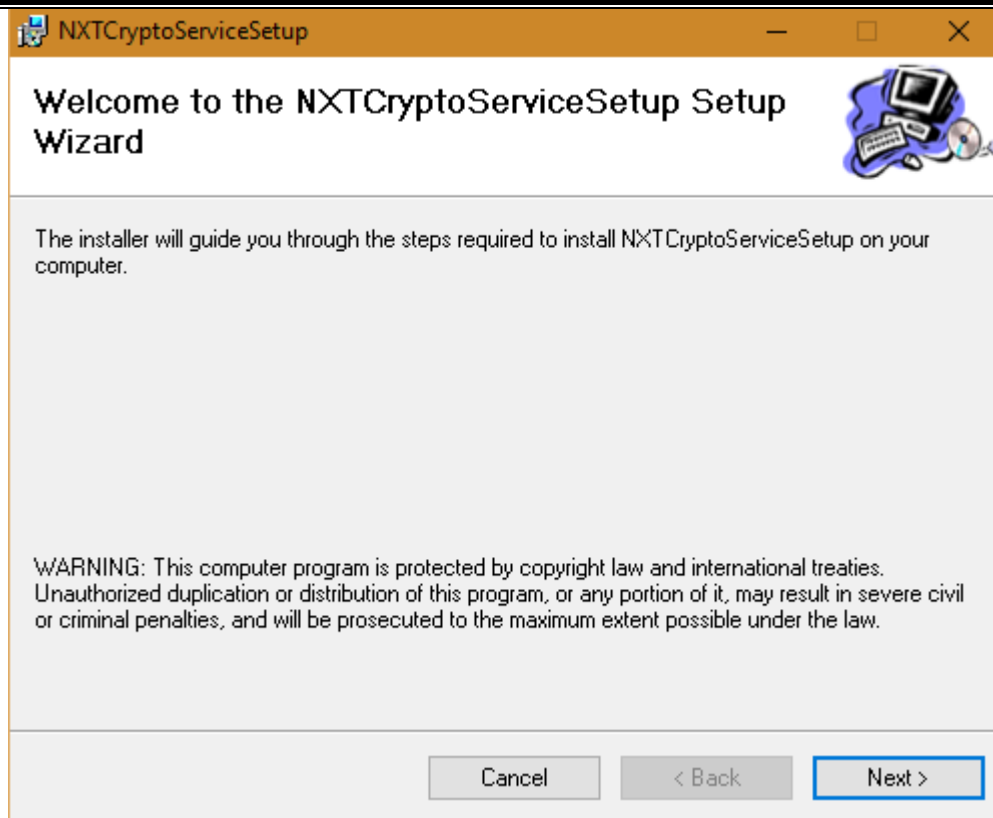 NXTCryptoServiceSetup
Welcome to the NXTCryptoServiceSetup Setup
Wizard
The installer will guide you through the steps required to install NXTCryptoServiceSetup on your
computer.
WARNING: This computer program is protected by copyright law and international treaties.
Unauthorized duplication or distribution of this program, or any portion of it, may result in severe civil
or criminal penalties, and will be prosecuted to the maximum extent possible under the law.
Cancel
< Back
Next >